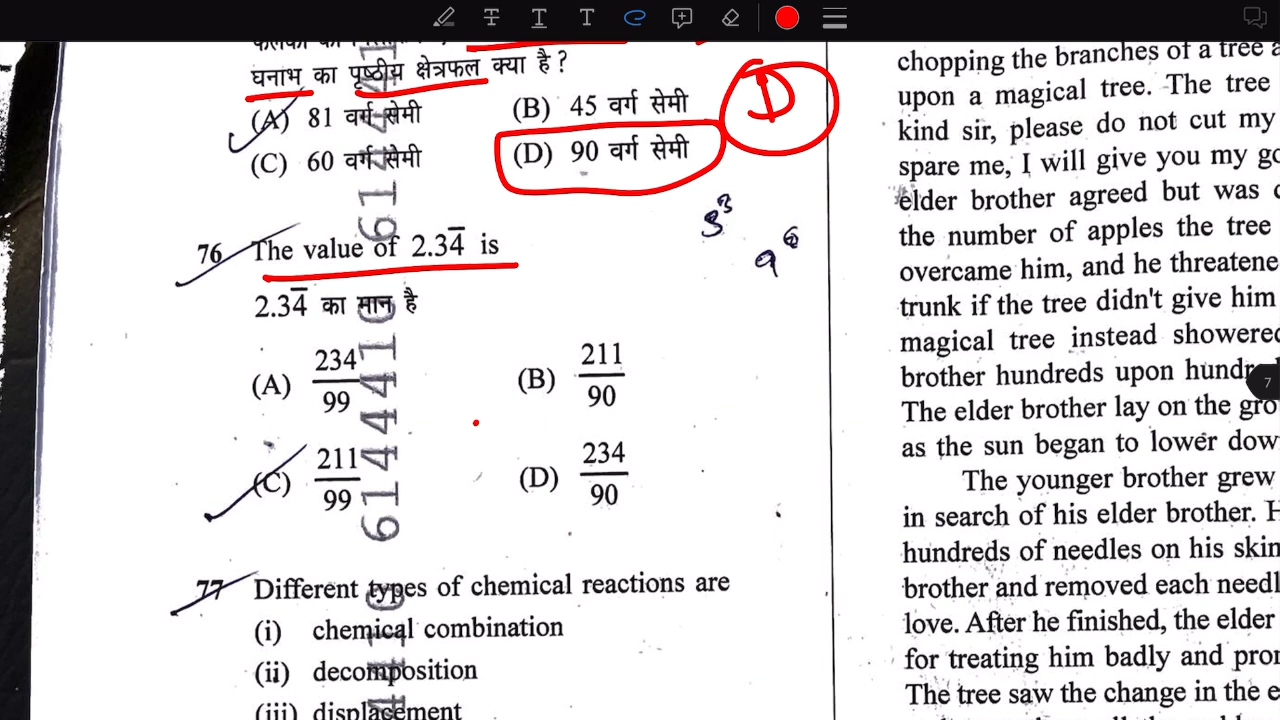 घनाभ का पृष्ठीय क्षेत्रफल क्या है ?
(A) 81 वर्ग सेमी
(B) 45 वर्ग सेमी
D
(C) 60 वर्ग सेमी
(D) 90 वर्ग सेमी
3³
9⁶
76 The value of 2.34̅ is
2.34̅ का मान है
(A) 234/99
(B) 211/90
(C) 211/99
(D) 234/90
77 Different types of chemical reactions are
(i) chemical combination
(ii) decomposition
(iii) displacement
6144410
chopping the branches of a tree
upon a magical tree. The tree
kind sir, please do not cut my
spare me, I will give you my
elder brother agreed but was
the number of apples the tree
overcame him, and he
trunk if the tree didn't give him
magical tree instead showered
brother hundreds upon
7
The elder brother lay on the
as the sun began to lower
The younger brother grew
in search of his elder brother.
hundreds of needles on his skin
brother and removed each
love. After he finished, the elder
for treating him badly and
The tree saw the change in the